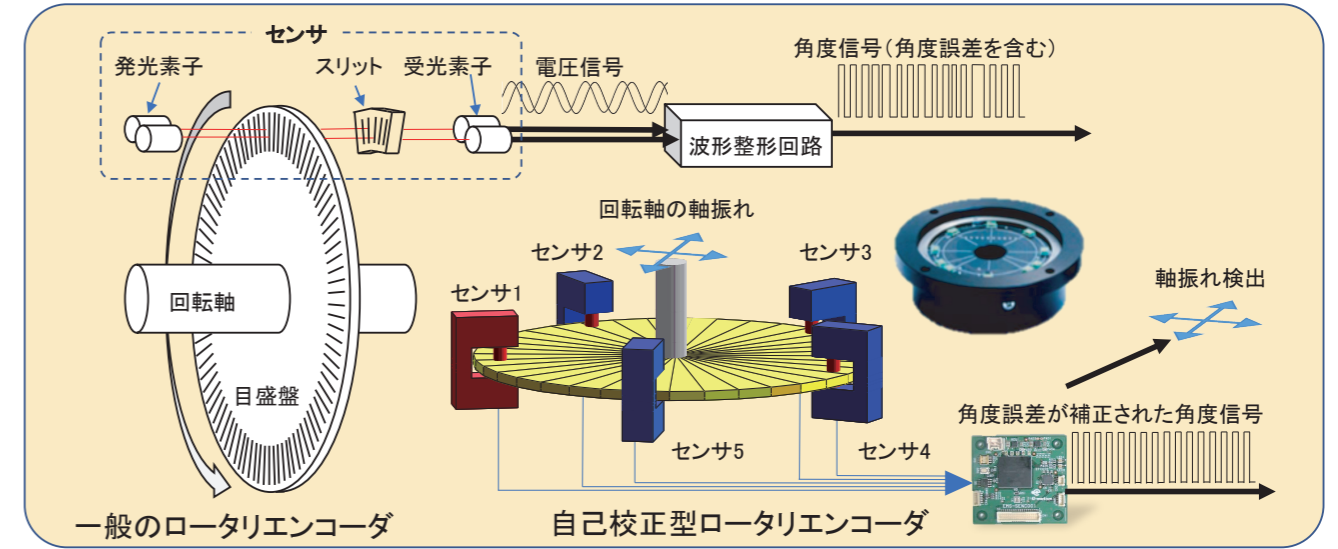 センサ
発光素子
スリット
受光素子
電圧信号
角度信号(角度誤差を含む)
波形整形回路
回転軸の軸振れ
センサ2
センサ3
センサ1
軸振れ検出
回転軸
目盛盤
角度誤差が補正された角度信号
センサ5
センサ4
一般のロータリエンコーダ
自己校正型ロータリエンコーダ